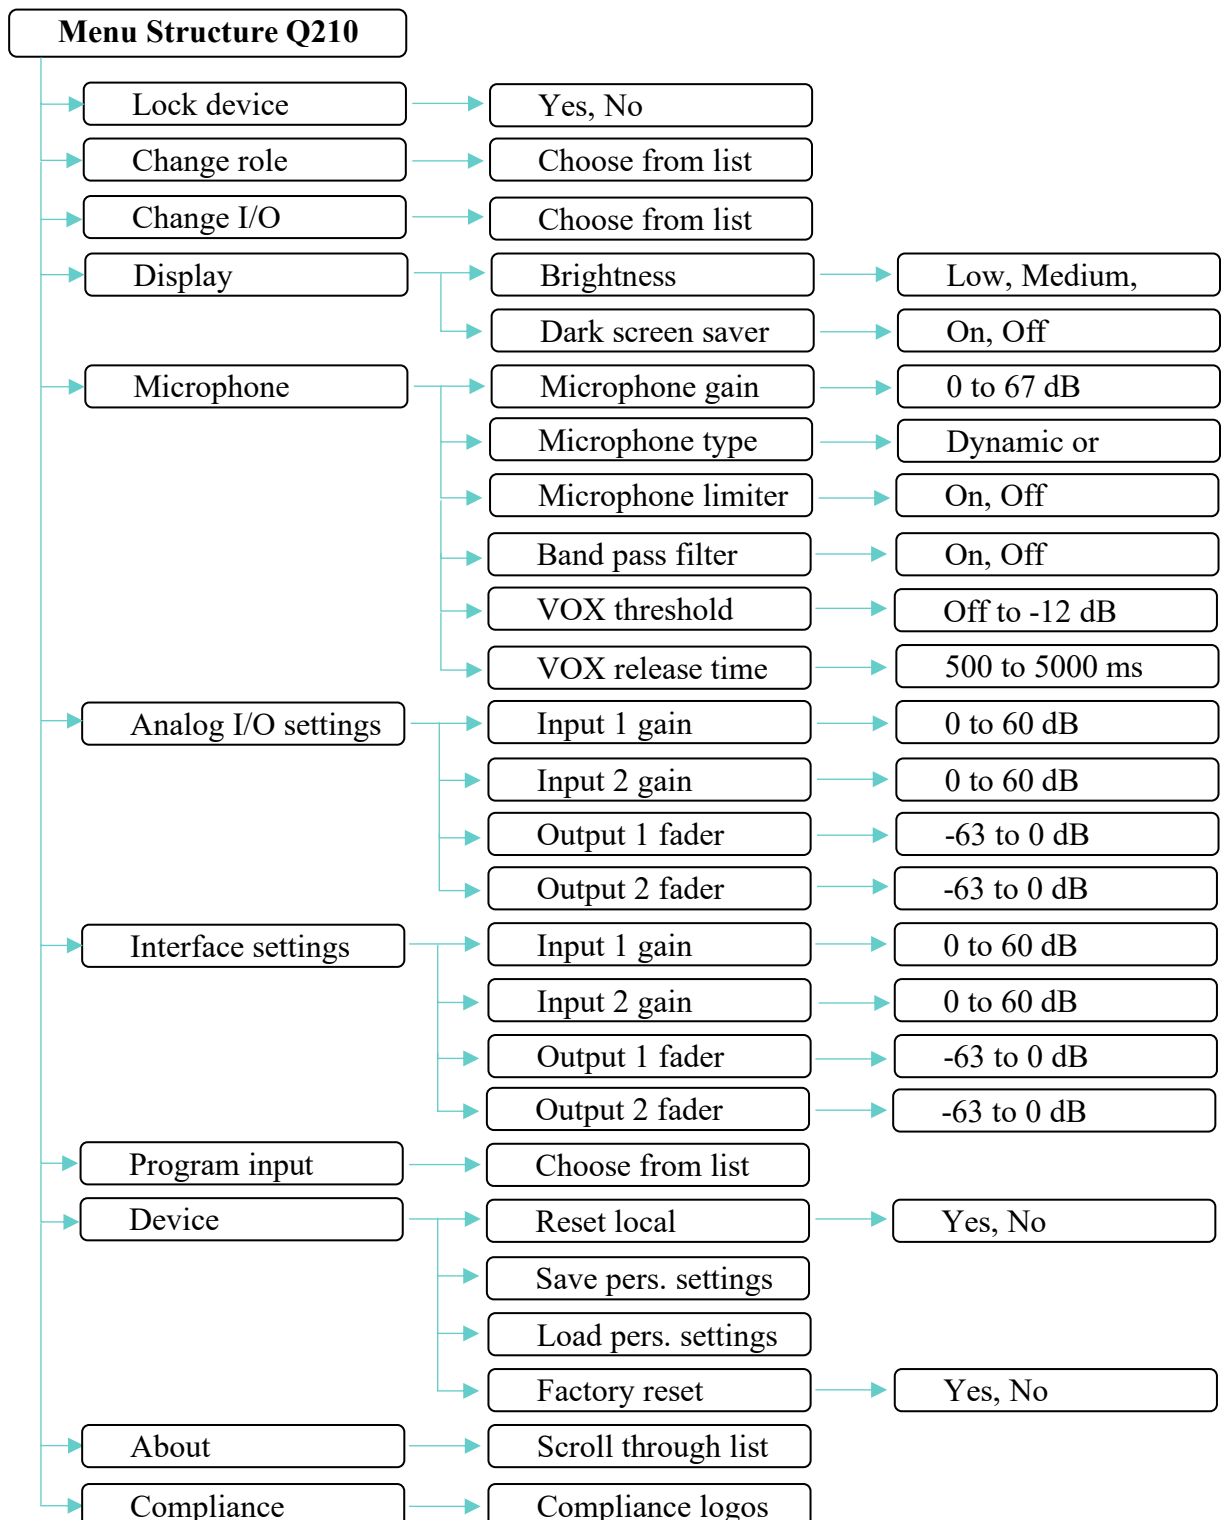 Menu Structure Q210
Lock device
Yes, No
Change role
Choose from list
Change I/O
Choose from list
Display
Brightness
Low, Medium,
Dark screen saver
On, Off
Microphone
Microphone gain
0 to 67 dB
Microphone type
Dynamic or
Microphone limiter
On, Off
Band pass filter
On, Off
VOX threshold
Off to -12 dB
VOX release time
500 to 5000 ms
Analog I/O settings
Input 1 gain
0 to 60 dB
Input 2 gain
0 to 60 dB
Output 1 fader
-63 to 0 dB
Output 2 fader
-63 to 0 dB
Interface settings
Input 1 gain
0 to 60 dB
Input 2 gain
0 to 60 dB
Output 1 fader
-63 to 0 dB
Output 2 fader
-63 to 0 dB
Program input
Choose from list
Device
Reset local
Yes, No
Save pers. settings
Load pers. settings
Factory reset
Yes, No
About
Scroll through list
Compliance
Compliance logos